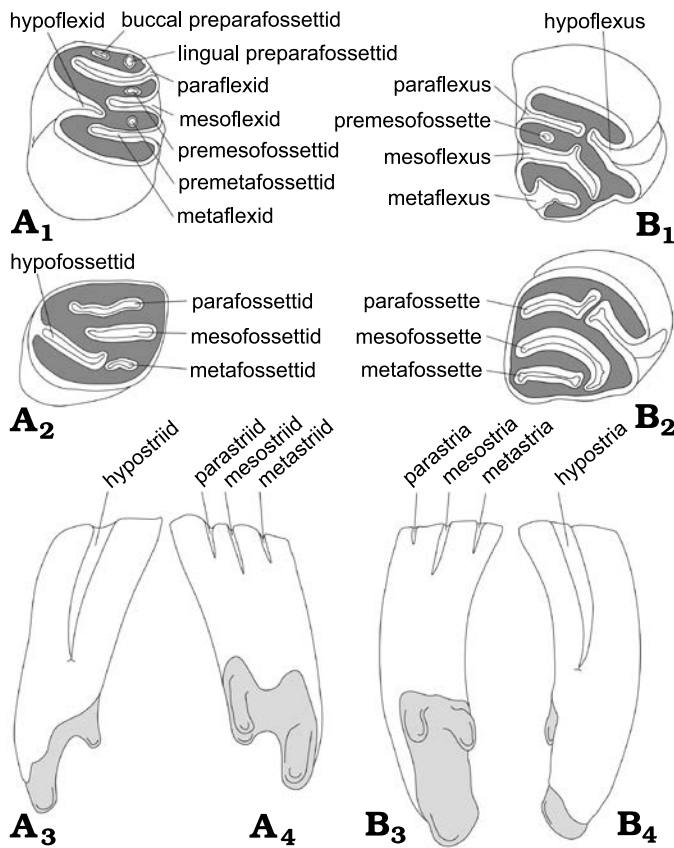 hypoflexid
buccal preparafossettid
lingual preparafossettid
paraflexid
mesoflexid
premesofossettid
premetafossettid
metaflexid
A1
hypoflexus
paraflexus
premesofossette
mesoflexus
metaflexus
B1
hypofossettid
parafossettid
mesofossettid
metafossettid
A2
parafossette
mesofossette
metafossette
B2
hypostriid
parastriid
mesostriid
metastriid
parastria
mesostria
metastria
hypostria
A3
A4
B3
B4